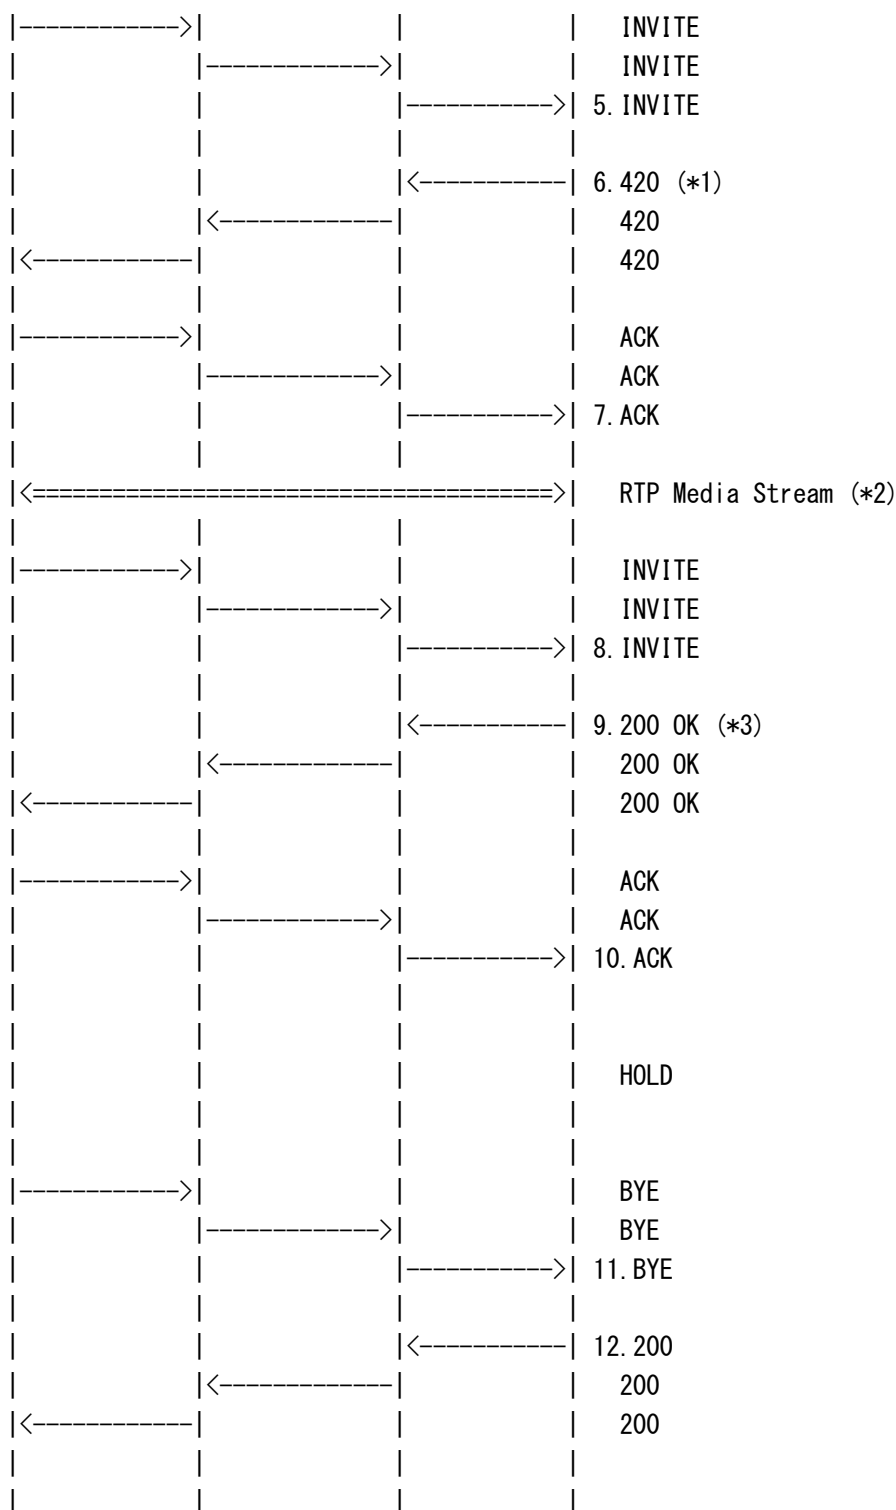 |------------>|              |            |   INVITE
|             |------------->|            |   INVITE
|             |              |----------->| 5.INVITE
|             |              |            |
|             |              |<-----------| 6.420 (*1)
|             |<-------------|            |   420
|<------------|              |            |   420
|             |              |            |
|------------>|              |            |   ACK
|             |------------->|            |   ACK
|             |              |----------->| 7.ACK
|             |              |            |
|<=======================================>|   RTP Media Stream (*2)
|             |              |            |
|------------>|              |            |   INVITE
|             |------------->|            |   INVITE
|             |              |----------->| 8.INVITE
|             |              |            |
|             |              |<-----------| 9.200 OK (*3)
|             |<-------------|            |   200 OK
|<------------|              |            |   200 OK
|             |              |            |
|------------>|              |            |   ACK
|             |------------->|            |   ACK
|             |              |----------->| 10.ACK
|             |              |            |
|             |              |            |
|             |              |            |   HOLD
|             |              |            |
|             |              |            |
|------------>|              |            |   BYE
|             |------------->|            |   BYE
|             |              |----------->| 11.BYE
|             |              |            |
|             |              |<-----------| 12.200
|             |<-------------|            |   200
|<------------|              |            |   200
|             |              |            |
|             |              |            |